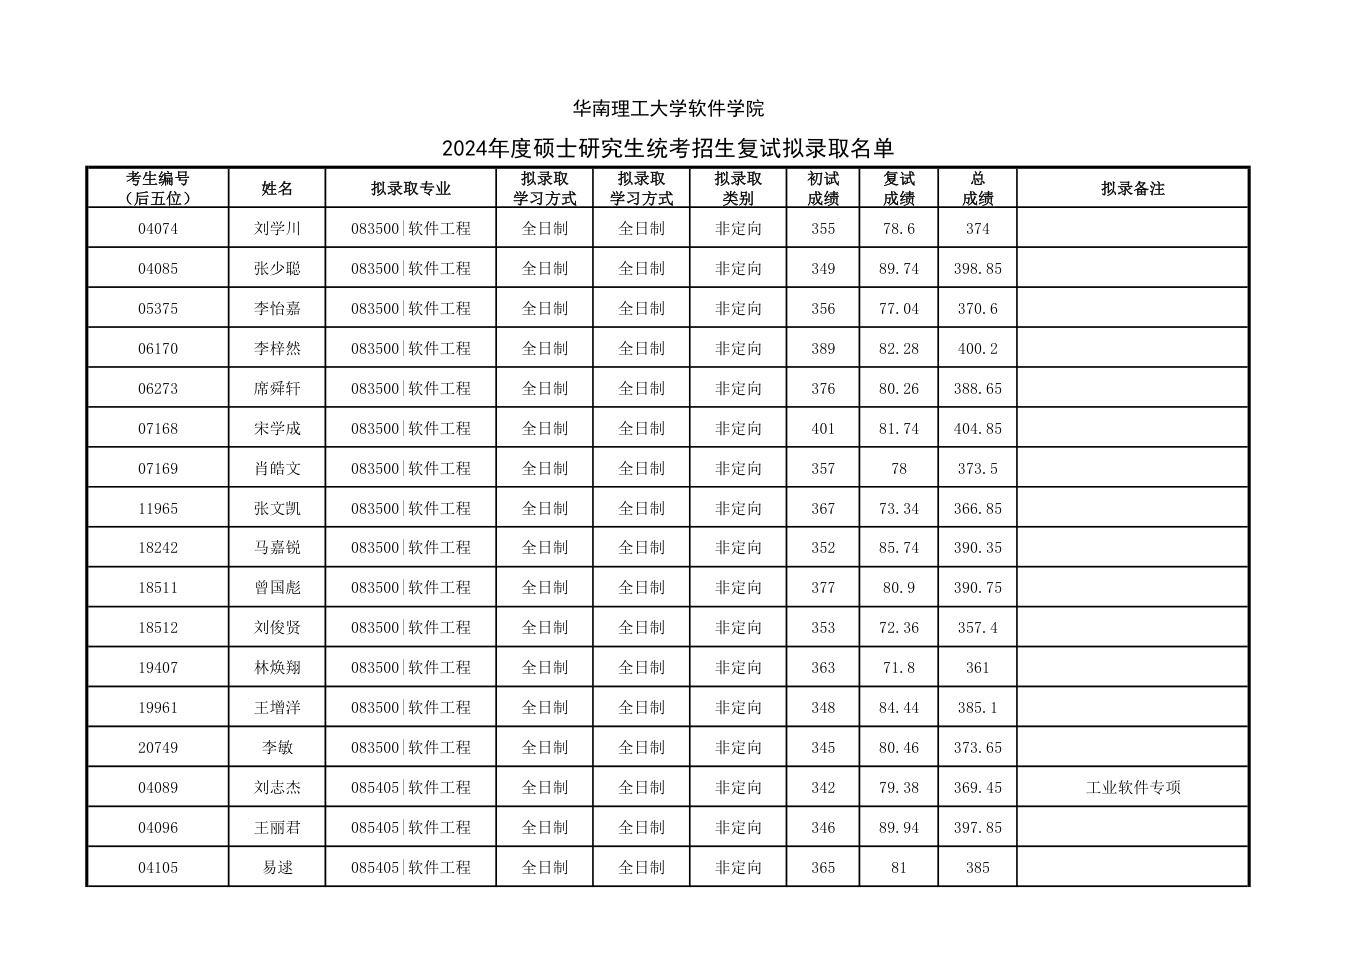 华南理工大学软件学院
2024年度硕士研究生统考招生复试拟录取名单
考生编号（后五位） 姓名 拟录取专业 拟录取学习方式 拟录取学习方式 拟录取类别 初试成绩 复试成绩 总成绩 拟录备注
04074 刘学川 083500|软件工程 全日制 全日制 非定向 355 78.6 374
04085 张少聪 083500|软件工程 全日制 全日制 非定向 349 89.74 398.85
05375 李怡嘉 083500|软件工程 全日制 全日制 非定向 356 77.04 370.6
06170 李梓然 083500|软件工程 全日制 全日制 非定向 389 82.28 400.2
06273 席舜轩 083500|软件工程 全日制 全日制 非定向 376 80.26 388.65
07168 宋学成 083500|软件工程 全日制 全日制 非定向 401 81.74 404.85
07169 肖皓文 083500|软件工程 全日制 全日制 非定向 357 78 373.5
11965 张文凯 083500|软件工程 全日制 全日制 非定向 367 73.34 366.85
18242 马嘉锐 083500|软件工程 全日制 全日制 非定向 352 85.74 390.35
18511 曾国彪 083500|软件工程 全日制 全日制 非定向 377 80.9 390.75
18512 刘俊贤 083500|软件工程 全日制 全日制 非定向 353 72.36 357.4
19407 林焕翔 083500|软件工程 全日制 全日制 非定向 363 71.8 361
19961 王增洋 083500|软件工程 全日制 全日制 非定向 348 84.44 385.1
20749 李敏 083500|软件工程 全日制 全日制 非定向 345 80.46 373.65
04089 刘志杰 085405|软件工程 全日制 全日制 非定向 342 79.38 369.45 工业软件专项
04096 王丽君 085405|软件工程 全日制 全日制 非定向 346 89.94 397.85
04105 易逑 085405|软件工程 全日制 全日制 非定向 365 81 385